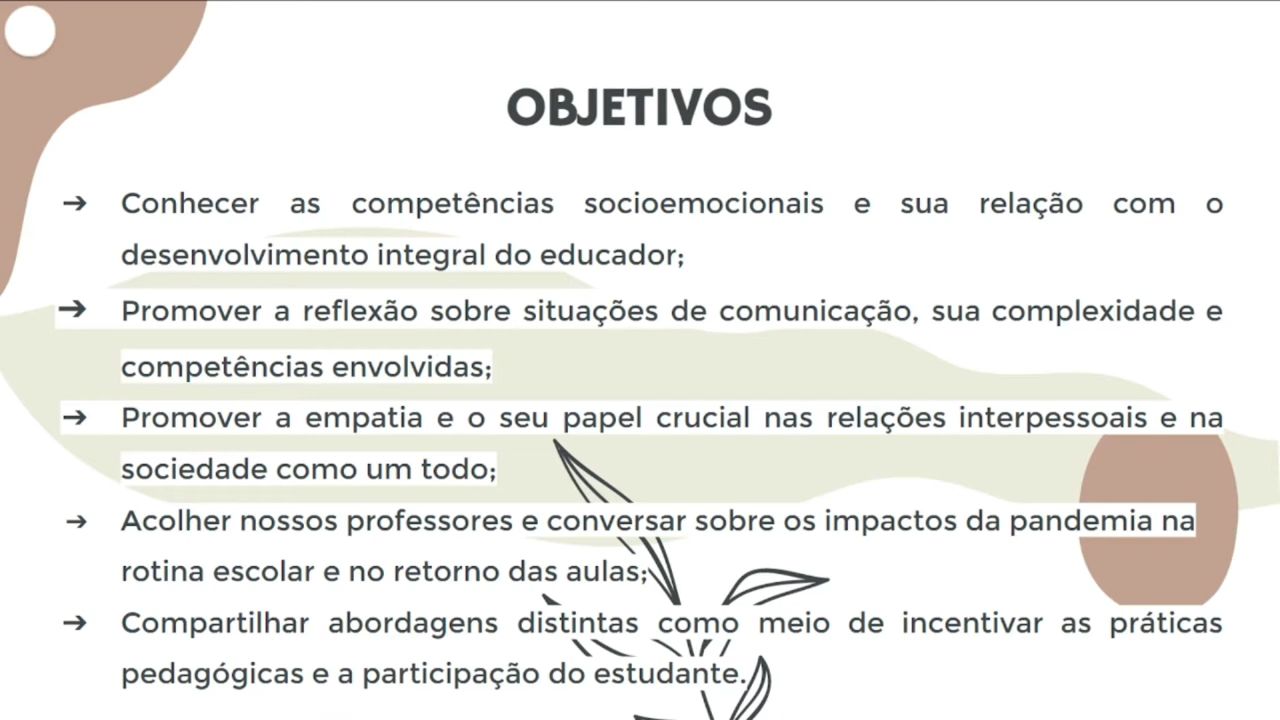 OBJETIVOS
➔ Conhecer as competências socioemocionais e sua relação com o
desenvolvimento integral do educador;
➔ Promover a reflexão sobre situações de comunicação, sua complexidade e
competências envolvidas;
➔ Promover a empatia e o seu papel crucial nas relações interpessoais e na
sociedade como um todo;
➔ Acolher nossos professores e conversar sobre os impactos da pandemia na
rotina escolar e no retorno das aulas;
➔ Compartilhar abordagens distintas como meio de incentivar as práticas
pedagógicas e a participação do estudante.